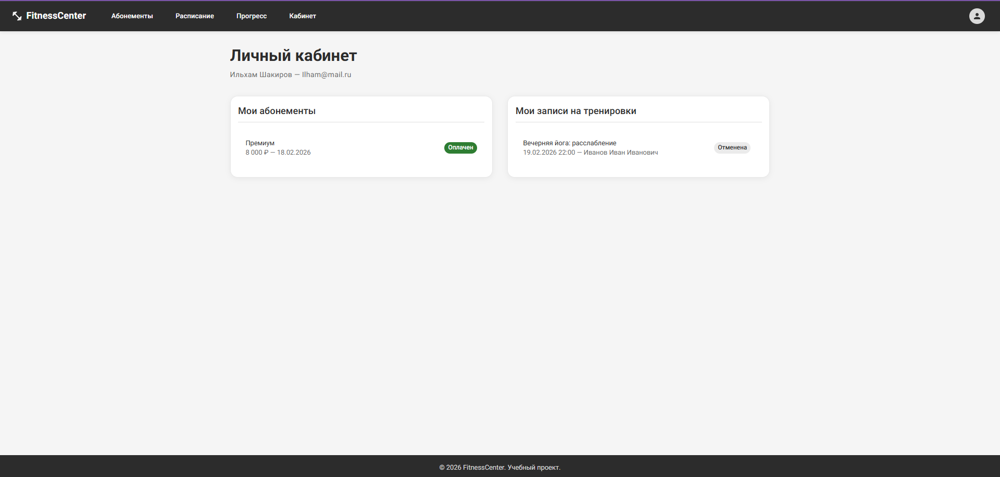 FitnessCenter Абонементы Расписание Прогресс Кабинет
Личный кабинет
Ильхам Шакиров — Ilham@mail.ru
Мои абонементы
Премиум
8 000 ₽ — 18.02.2026
Оплачен
Мои записи на тренировки
Вечерняя йога: расслабление
19.02.2026 22:00 — Иванов Иван Иванович
Отменена
© 2026 FitnessCenter. Учебный проект.